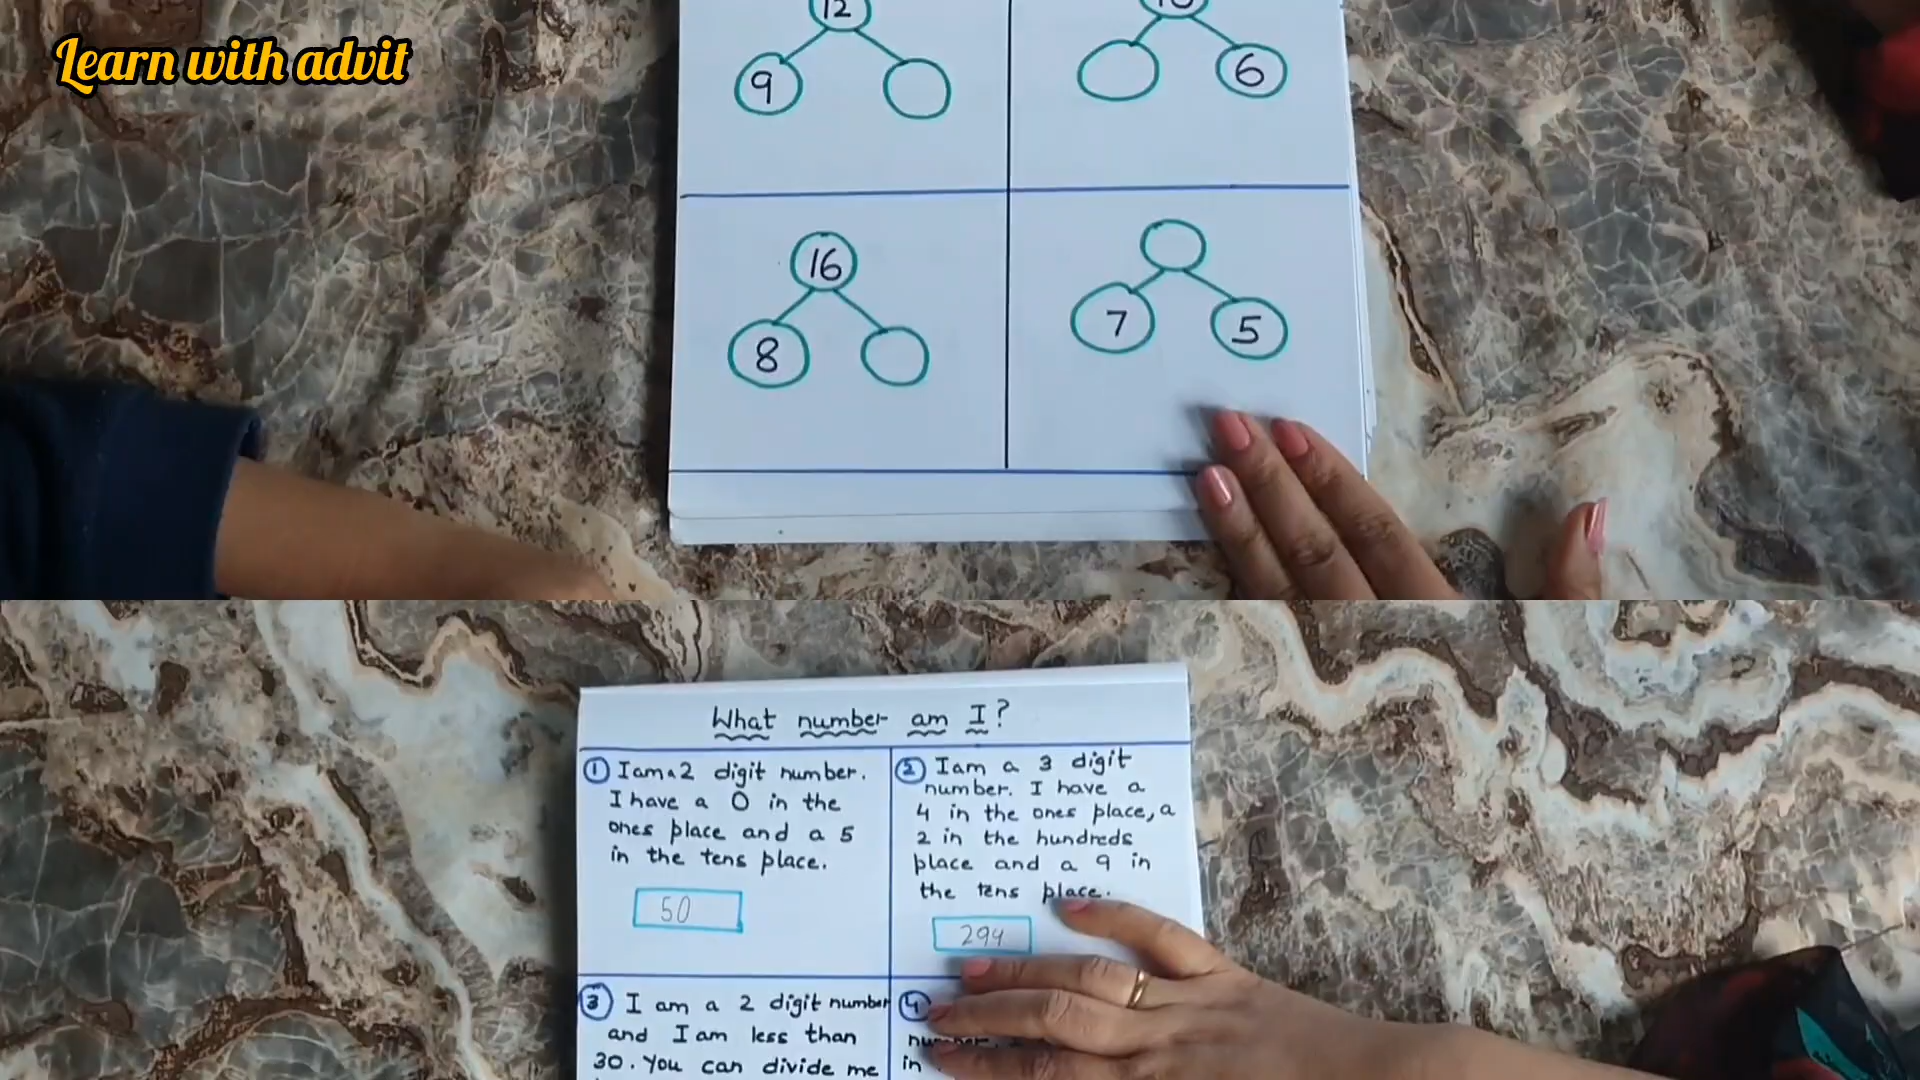 Learn with advit
12
9
6
16
8
7
5
What number am I?
1 I am a 2 digit number.
I have a 0 in the
ones place and a 5
in the tens place.
50
2 I am a 3 digit
number. I have a
4 in the ones place, a
2 in the hundreds
place and a 9 in
the tens place.
294
3 I am a 2 digit number
and I am less than
30. You can divide me
4
in